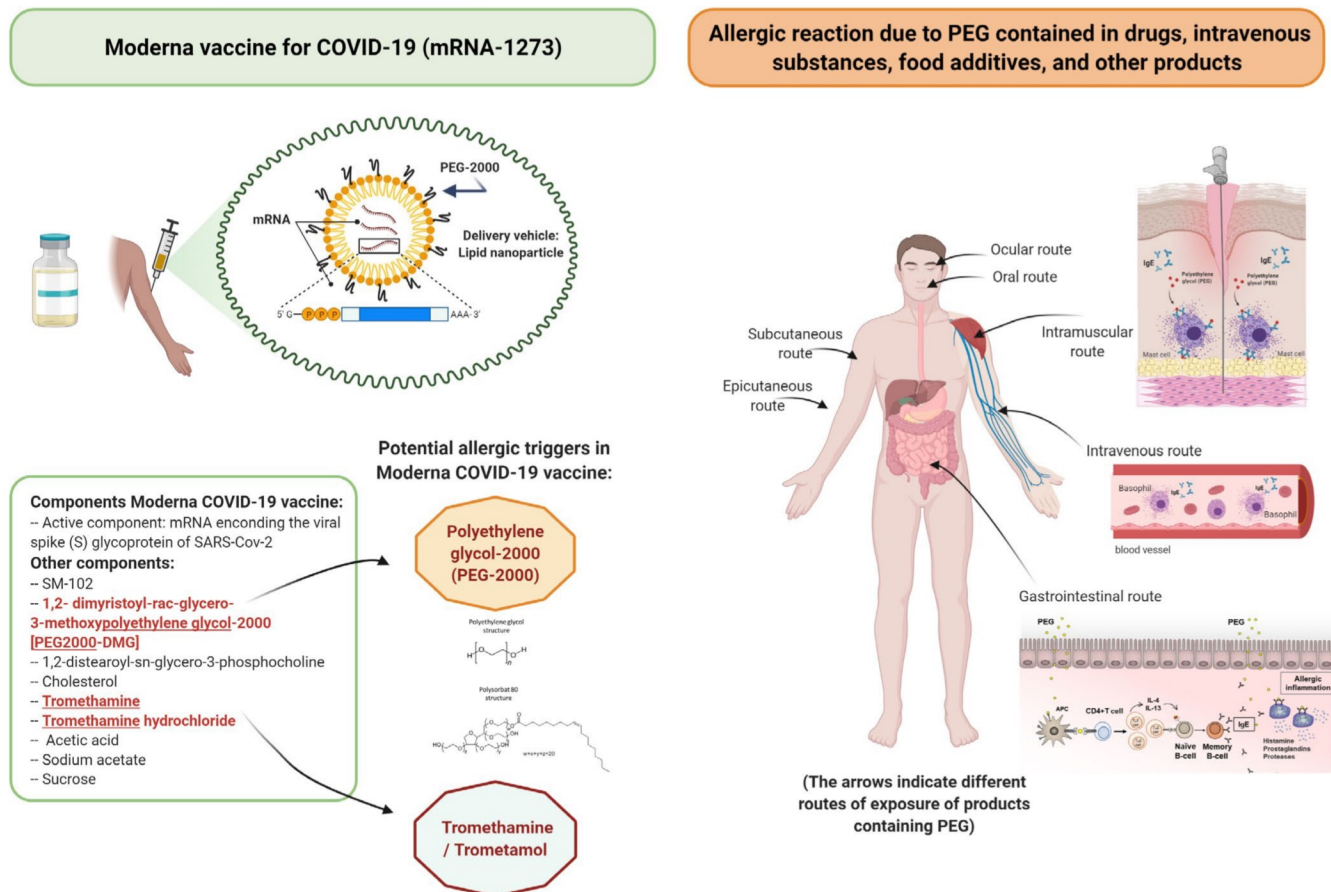 Moderna vaccine for COVID-19 (mRNA-1273)
PEG-2000
mRNA
Delivery vehicle:
Lipid nanoparticle
5' G
P P P
AAA- 3'
Potential allergic triggers in
Moderna COVID-19 vaccine:
Components Moderna COVID-19 vaccine:
-- Active component: mRNA enconding the viral
spike (S) glycoprotein of SARS-Cov-2
Other components:
-- SM-102
-- 1,2- dimyristoyl-rac-glycero-
3-methoxypolyethylene glycol-2000
[PEG2000-DMG]
-- 1,2-distearoyl-sn-glycero-3-phosphocholine
-- Cholesterol
-- Tromethamine
-- Tromethamine hydrochloride
-- Acetic acid
-- Sodium acetate
-- Sucrose
Polyethylene
glycol-2000
(PEG-2000)
Polyethylene glycol
structure
H O O H
n
Polysorbat 80
structure
w+x+y+z=20
Tromethamine
/ Trometamol
Allergic reaction due to PEG contained in drugs, intravenous
substances, food additives, and other products
Ocular route
Oral route
Intramuscular
route
Subcutaneous
route
Epicutaneous
route
Intravenous route
Gastrointestinal route
(The arrows indicate different
routes of exposure of products
containing PEG)
IgE
IgE
Polyethylene
glycol (PEG)
Polyethylene
glycol (PEG)
Mast cell
Mast cell
Basophil
IgE
IgE
Basophil
blood vessel
PEG
PEG
Allergic
inflammation
APC
CD4+T cell
IL-4
IL-13
Naïve
B-cell
Memory
B-cell
IgE
Histamine
Prostaglandins
Proteases